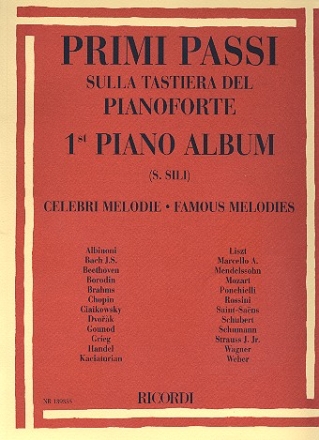 PRIMI PASSI
SULLA TASTIERA DEL
PIANOFORTE
1st PIANO ALBUM
(S. SILI)
CELEBRI MELODIE • FAMOUS MELODIES
Albinoni
Bach J.S.
Beethoven
Borodin
Brahms
Chopin
Ciaikowsky
Dvořák
Gounod
Grieg
Handel
Kaciaturian
Liszt
Marcello A.
Mendelssohn
Mozart
Ponchielli
Rossini
Saint-Saëns
Schubert
Schumann
Strauss J. Jr.
Wagner
Weber
NR
RICORDI